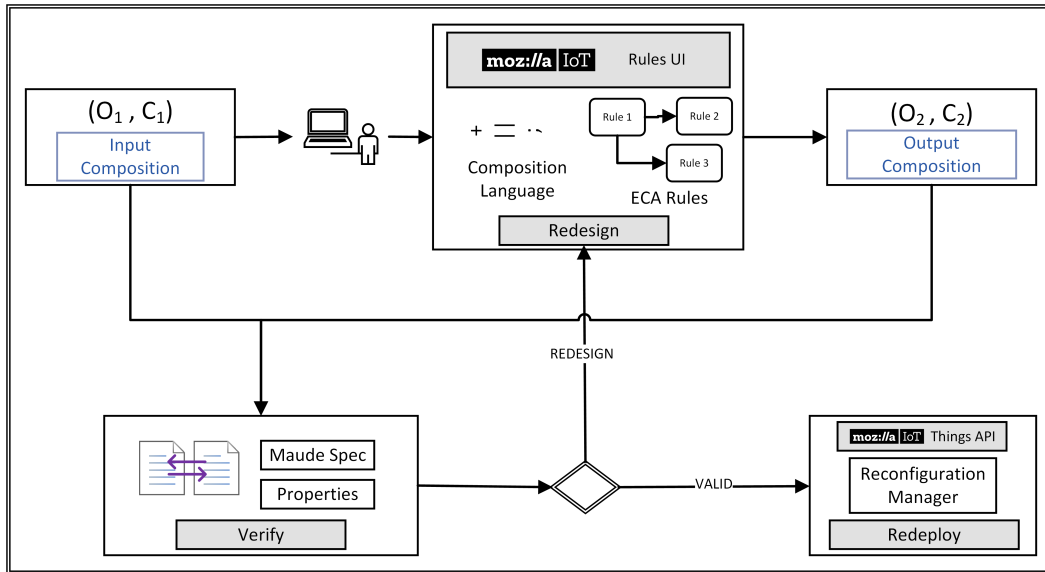 moz://a IoT Rules UI
(O₁ , C₁)
Input
Composition
+ = ·,·
Composition
Language
Rule 1
Rule 2
Rule 3
ECA Rules
Redesign
(O₂ , C₂)
Output
Composition
REDESIGN
Maude Spec
Properties
Verify
VALID
moz://a IoT Things API
Reconfiguration
Manager
Redeploy